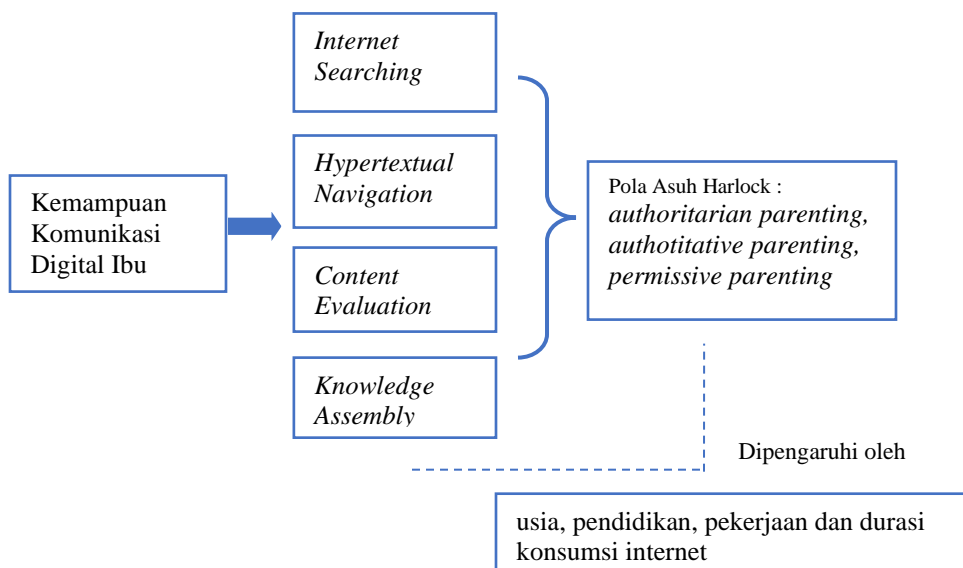 Internet
Searching
Hypertextual
Navigation
Kemampuan
Komunikasi
Digital Ibu
Pola Asuh Harlock :
authoritarian parenting,
authotitative parenting,
permissive parenting
Content
Evaluation
Knowledge
Assembly
Dipengaruhi oleh
usia, pendidikan, pekerjaan dan durasi
konsumsi internet